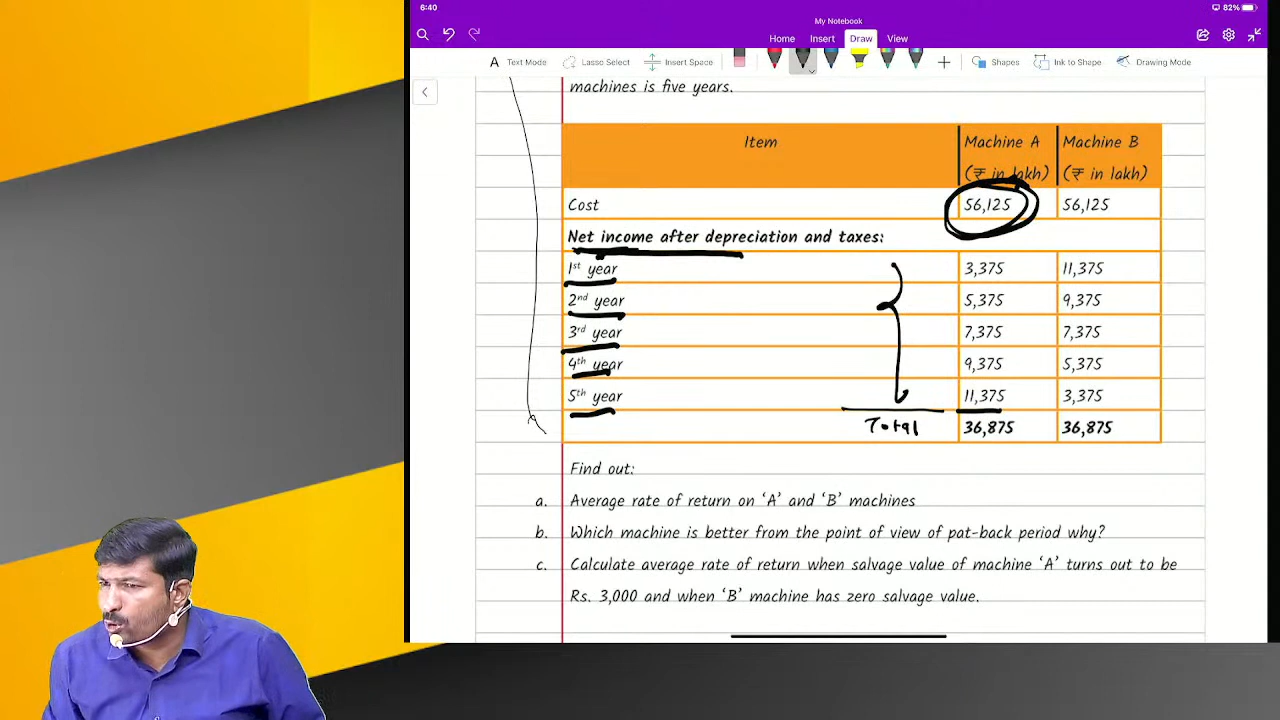 6:40
82%
My Notebook
Home Insert Draw View
A Text Mode Lasso Select Insert Space Shapes Ink to Shape Drawing Mode
machines is five years.
Item Machine A Machine B
(₹ in lakh) (₹ in lakh)
Cost 56,125 56,125
Net income after depreciation and taxes:
1st year 3,375 11,375
2nd year 5,375 9,375
3rd year 7,375 7,375
4th year 9,375 5,375
5th year 11,375 3,375
Total 36,875 36,875
Find out:
a. Average rate of return on ‘A’ and ‘B’ machines
b. Which machine is better from the point of view of pat-back period why?
c. Calculate average rate of return when salvage value of machine ‘A’ turns out to be
Rs. 3,000 and when ‘B’ machine has zero salvage value.